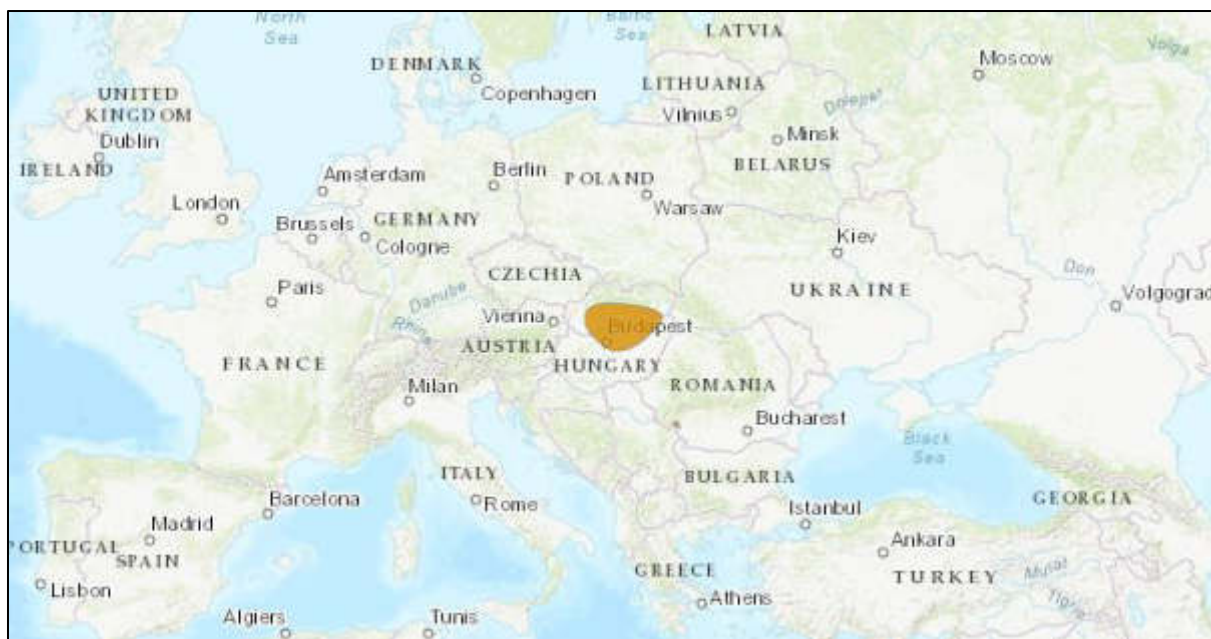 North
Sea
Baltic
Sea
LATVIA
Volga
Moscow
DENMARK
Copenhagen
LITHUANIA
Vilnius
Dnieper
Minsk
BELARUS
UNITED
KINGDOM
Dublin
IRELAND
London
Amsterdam
Berlin
POLAND
Warsaw
Brussels
GERMANY
Cologne
Kiev
CZECHIA
Paris
Danube
Rhine
Vienna
AUSTRIA
Budapest
HUNGARY
UKRAINE
Don
Volgograd
FRANCE
Milan
ROMANIA
Bucharest
Black
Sea
ITALY
Rome
BULGARIA
GEORGIA
Barcelona
Madrid
PORTUGAL
SPAIN
Lisbon
Istanbul
Ankara
TURKEY
Murat
Tigris
GREECE
Athens
Algiers
Tunis